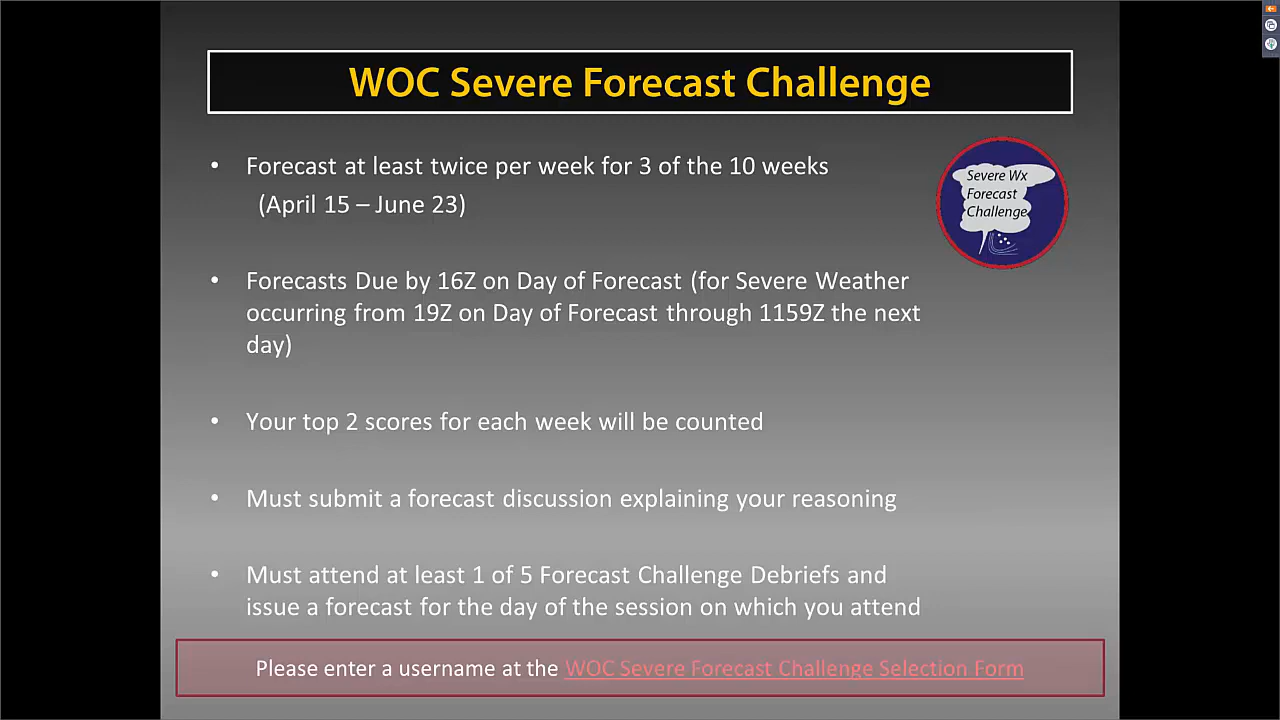 WOC Severe Forecast Challenge
• Forecast at least twice per week for 3 of the 10 weeks
(April 15 – June 23)
Severe Wx
Forecast
Challenge
• Forecasts Due by 16Z on Day of Forecast (for Severe Weather
occurring from 19Z on Day of Forecast through 1159Z the next
day)
• Your top 2 scores for each week will be counted
• Must submit a forecast discussion explaining your reasoning
• Must attend at least 1 of 5 Forecast Challenge Debriefs and
issue a forecast for the day of the session on which you attend
Please enter a username at the WOC Severe Forecast Challenge Selection Form